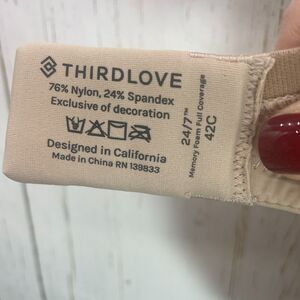 THIRDLOVE
76% Nylon, 24% Spandex
Exclusive of decoration
Designed in California
Made in China RN 139833
24/7™
Memory Foam Full Coverage
42C